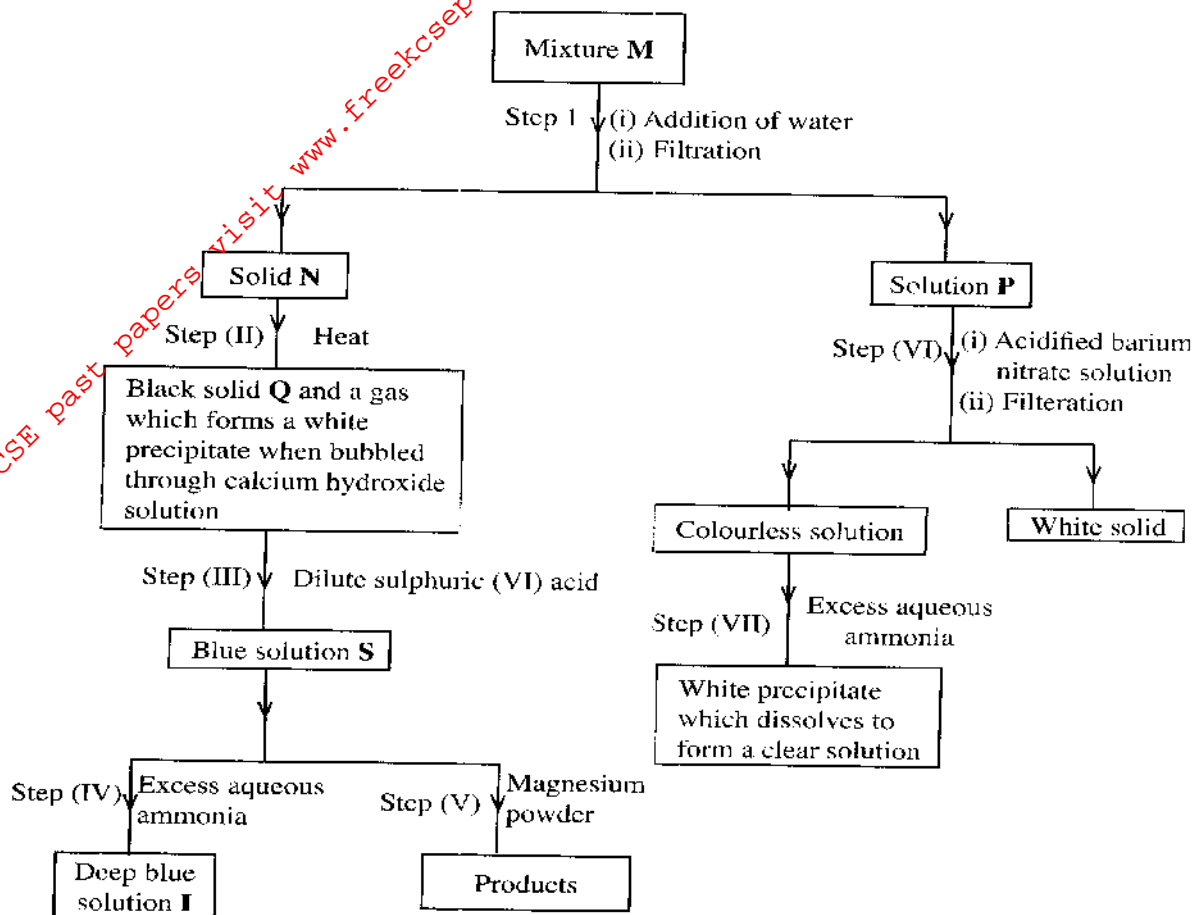 CSE past papers visit www.freekcsep
Mixture M
Step 1
(i) Addition of water
(ii) Filtration
Solid N
Solution P
Step (II)
Heat
Step (VI)
(i) Acidified barium
nitrate solution
(ii) Filteration
Black solid Q and a gas
which forms a white
precipitate when bubbled
through calcium hydroxide
solution
Colourless solution
White solid
Step (III)
Dilute sulphuric (VI) acid
Step (VII)
Excess aqueous
ammonia
Blue solution S
White precipitate
which dissolves to
form a clear solution
Step (IV)
Excess aqueous
ammonia
Step (V)
Magnesium
powder
Deep blue
solution
Products